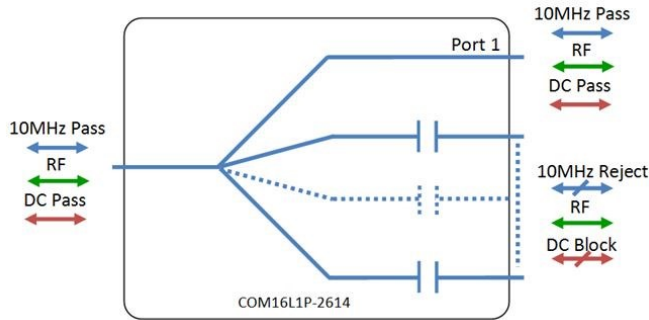 10MHz Pass
RF
DC Pass
Port 1
10MHz Pass
RF
DC Pass
10MHz Reject
RF
DC Block
COM16L1P-2614